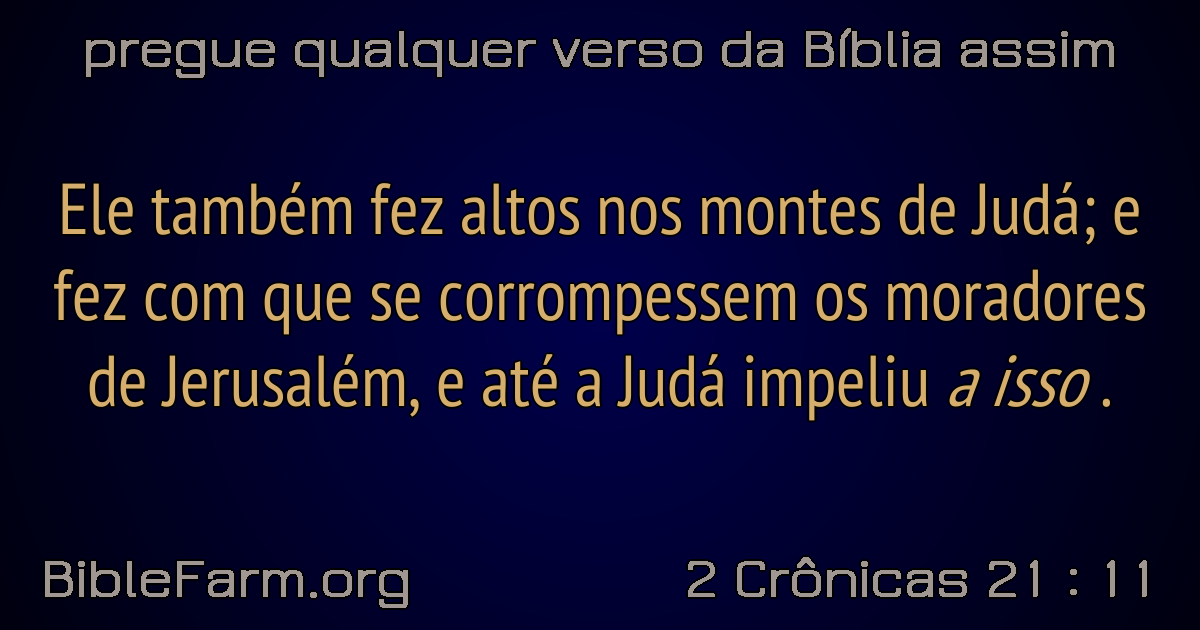 pregue qualquer verso da Bíblia assim
Ele também fez altos nos montes de Judá; e
fez com que se corrompessem os moradores
de Jerusalém, e até a Judá impeliu a isso .
BibleFarm.org
2 Crônicas 21 : 11